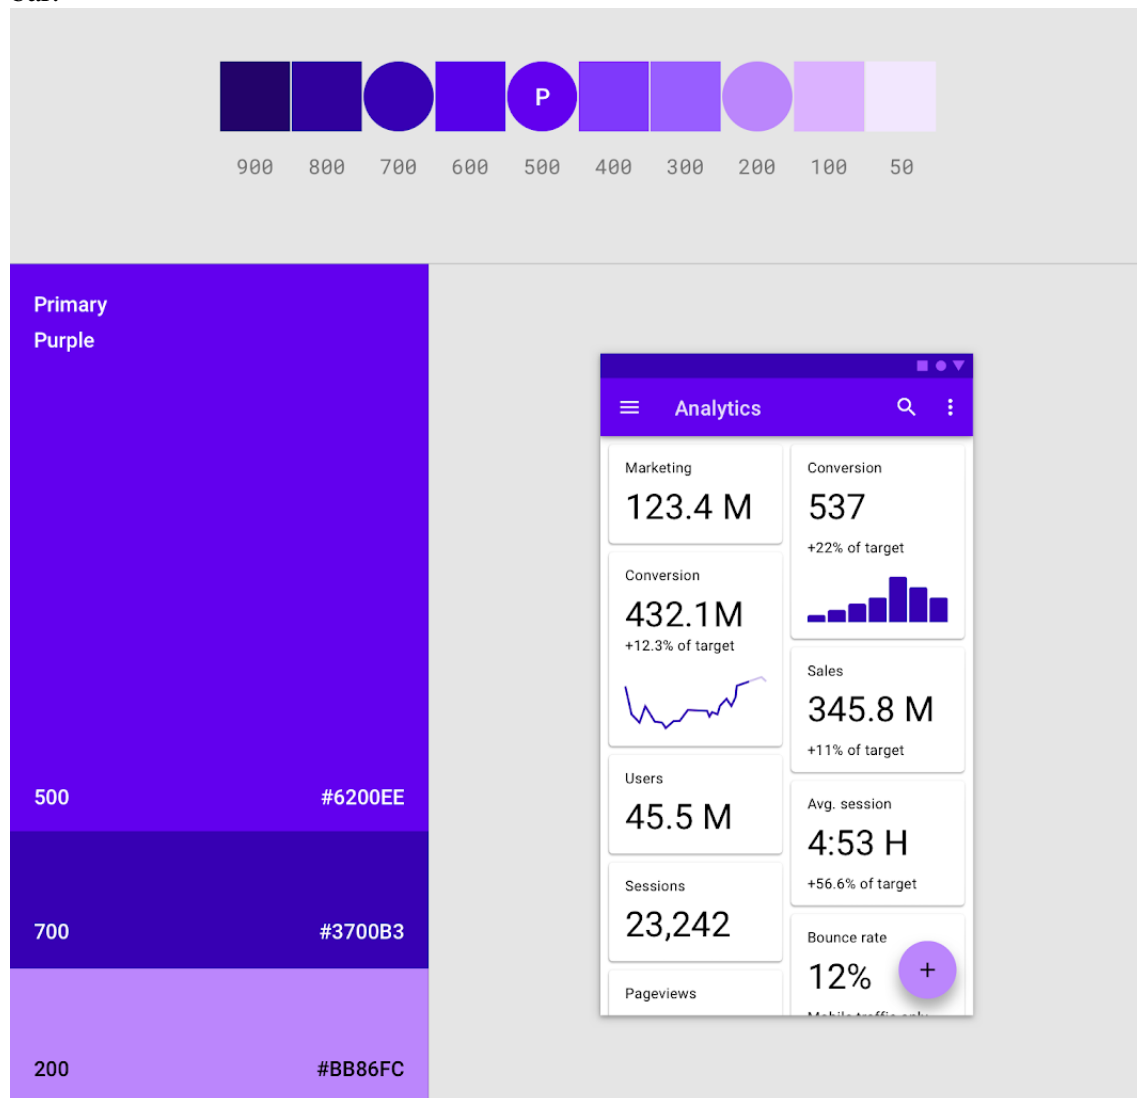 P
900 800 700 600 500 400 300 200 100 50
Primary
Purple
500 #6200EE
700 #3700B3
200 #BB86FC
Analytics
Marketing
123.4 M
Conversion
432.1M
+12.3% of target
Users
45.5 M
Sessions
23,242
Pageviews
Conversion
537
+22% of target
Sales
345.8 M
+11% of target
Avg. session
4:53 H
+56.6% of target
Bounce rate
12%
+